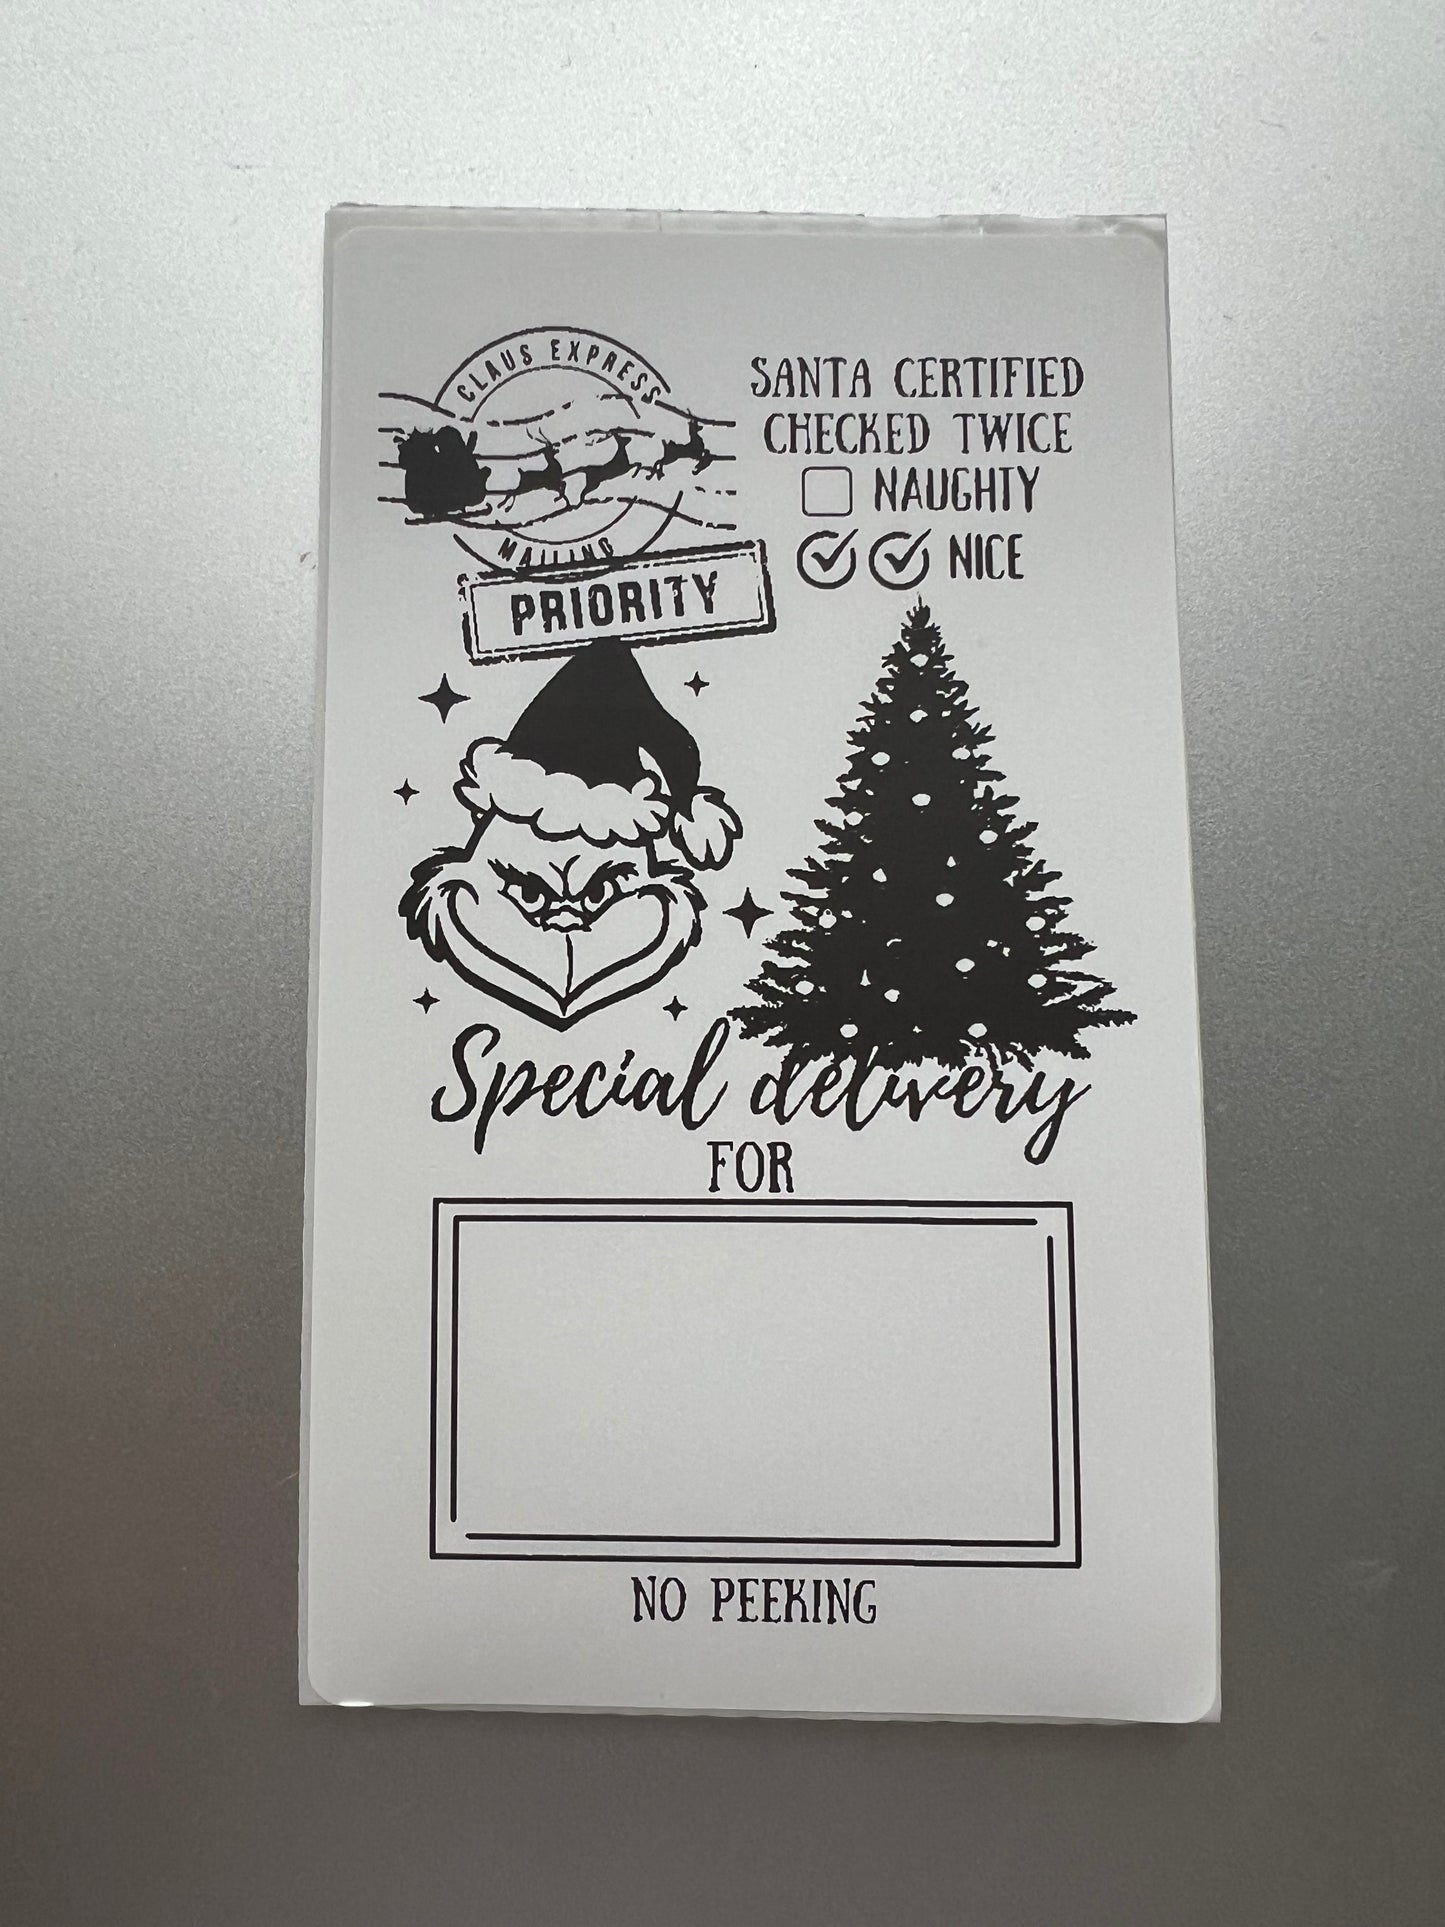 CLAUS EXPRESS
MAILING
PRIORITY
SANTA CERTIFIED
CHECKED TWICE
NAUGHTY
NICE
Special delivery
FOR
NO PEEKING